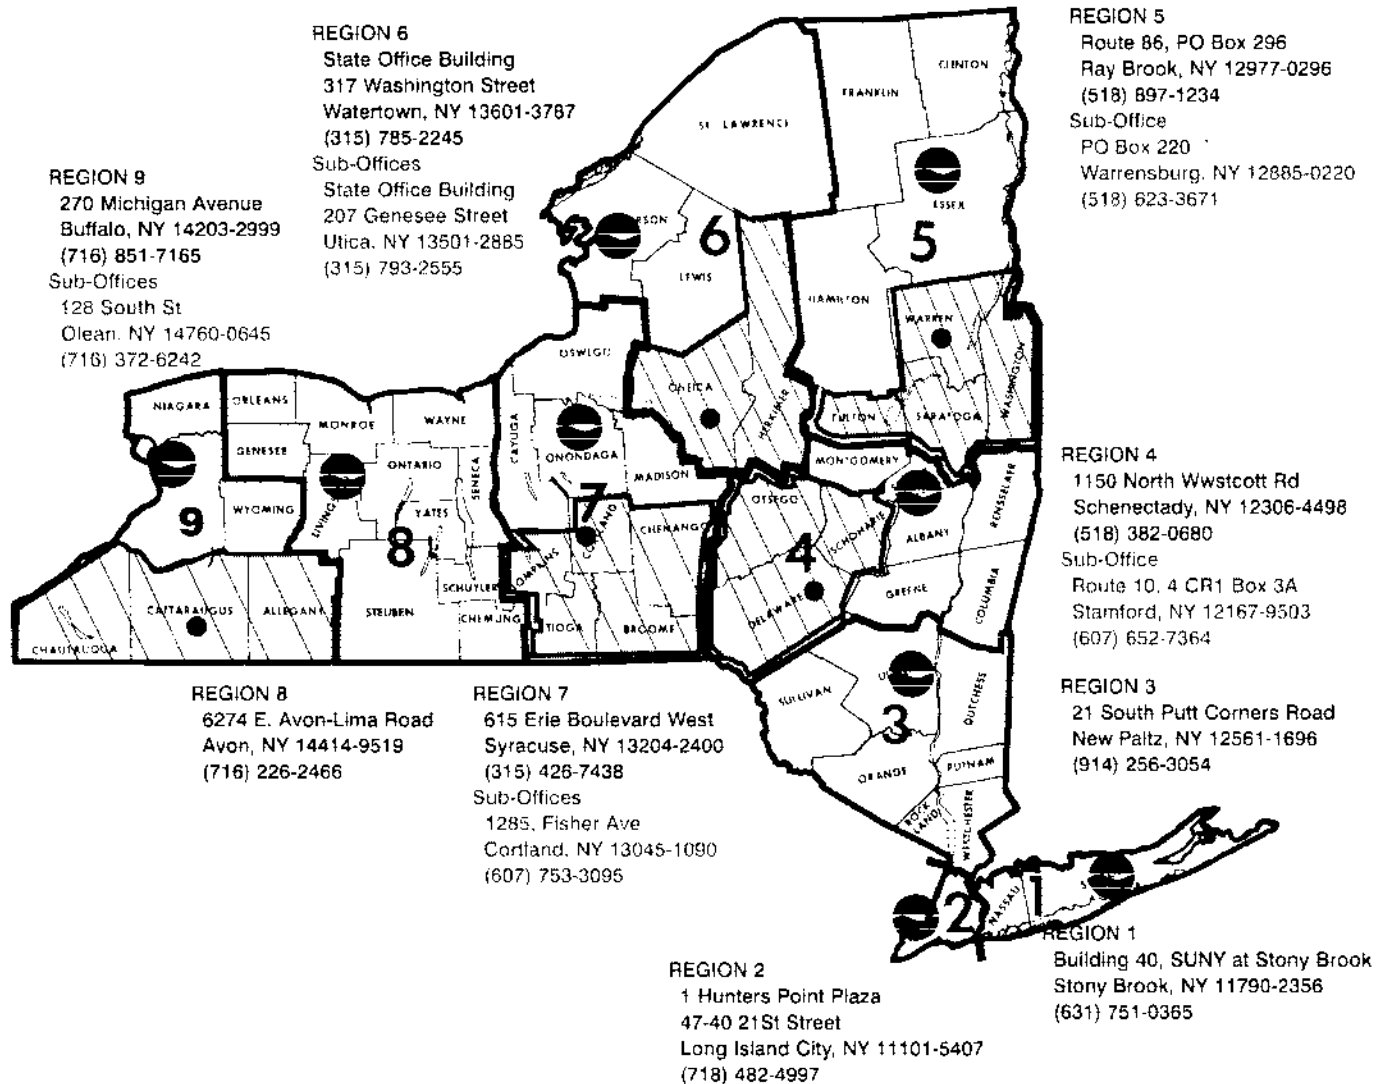 REGION 6
State Office Building
317 Washington Street
Watertown, NY 13601-3787
(315) 785-2245
Sub-Offices
State Office Building
207 Genesee Street
Utica, NY 13501-2885
(315) 793-2555
REGION 5
Route 86, PO Box 296
Ray Brook, NY 12977-0296
(518) 897-1234
Sub-Office
PO Box 220
Warrensburg, NY 12885-0220
(518) 623-3671
REGION 9
270 Michigan Avenue
Buffalo, NY 14203-2999
(716) 851-7165
Sub-Offices
128 South St
Olean, NY 14760-0645
(716) 372-6242
CLINTON
FRANKLIN
ST. LAWRENCE
ESSEX
RSON
6
5
LEWIS
HAMILTON
WARREN
WASHINGTON
OSWEGO
ONEIDA
HERKIMER
FULTON
SARATOGA
NIAGARA
ORLEANS
MONROE
WAYNE
CAYUGA
GENESEE
ONTARIO
SENECA
ONONDAGA
MADISON
MONTGOMERY
RENSSELAER
WYOMING
LIVING
YATES
9
8
7
CORTLAND
CHENANGO
OTSEGO
SCHOHARIE
ALBANY
4
TOMPKINS
SCHUYLER
GREENE
COLUMBIA
CHAUTAUQUA
CATTARAUGUS
ALLEGANY
STEUBEN
CHEMUNG
TIOGA
BROOME
DELAWARE
SULLIVAN
U
DUTCHESS
3
ORANGE
PUTNAM
ROCK
LAND
WESTCHESTER
2
NASSAU
1
S
REGION 4
1150 North Wwstcott Rd
Schenectady, NY 12306-4498
(518) 382-0680
Sub-Office
Route 10, 4 CR1 Box 3A
Stamford, NY 12167-9503
(607) 652-7364
REGION 3
21 South Putt Corners Road
New Paltz, NY 12561-1696
(914) 256-3054
REGION 8
6274 E. Avon-Lima Road
Avon, NY 14414-9519
(716) 226-2466
REGION 7
615 Erie Boulevard West
Syracuse, NY 13204-2400
(315) 426-7438
Sub-Offices
1285, Fisher Ave
Cortland, NY 13045-1090
(607) 753-3095
REGION 1
Building 40, SUNY at Stony Brook
Stony Brook, NY 11790-2356
(631) 751-0365
REGION 2
1 Hunters Point Plaza
47-40 21St Street
Long Island City, NY 11101-5407
(718) 482-4997